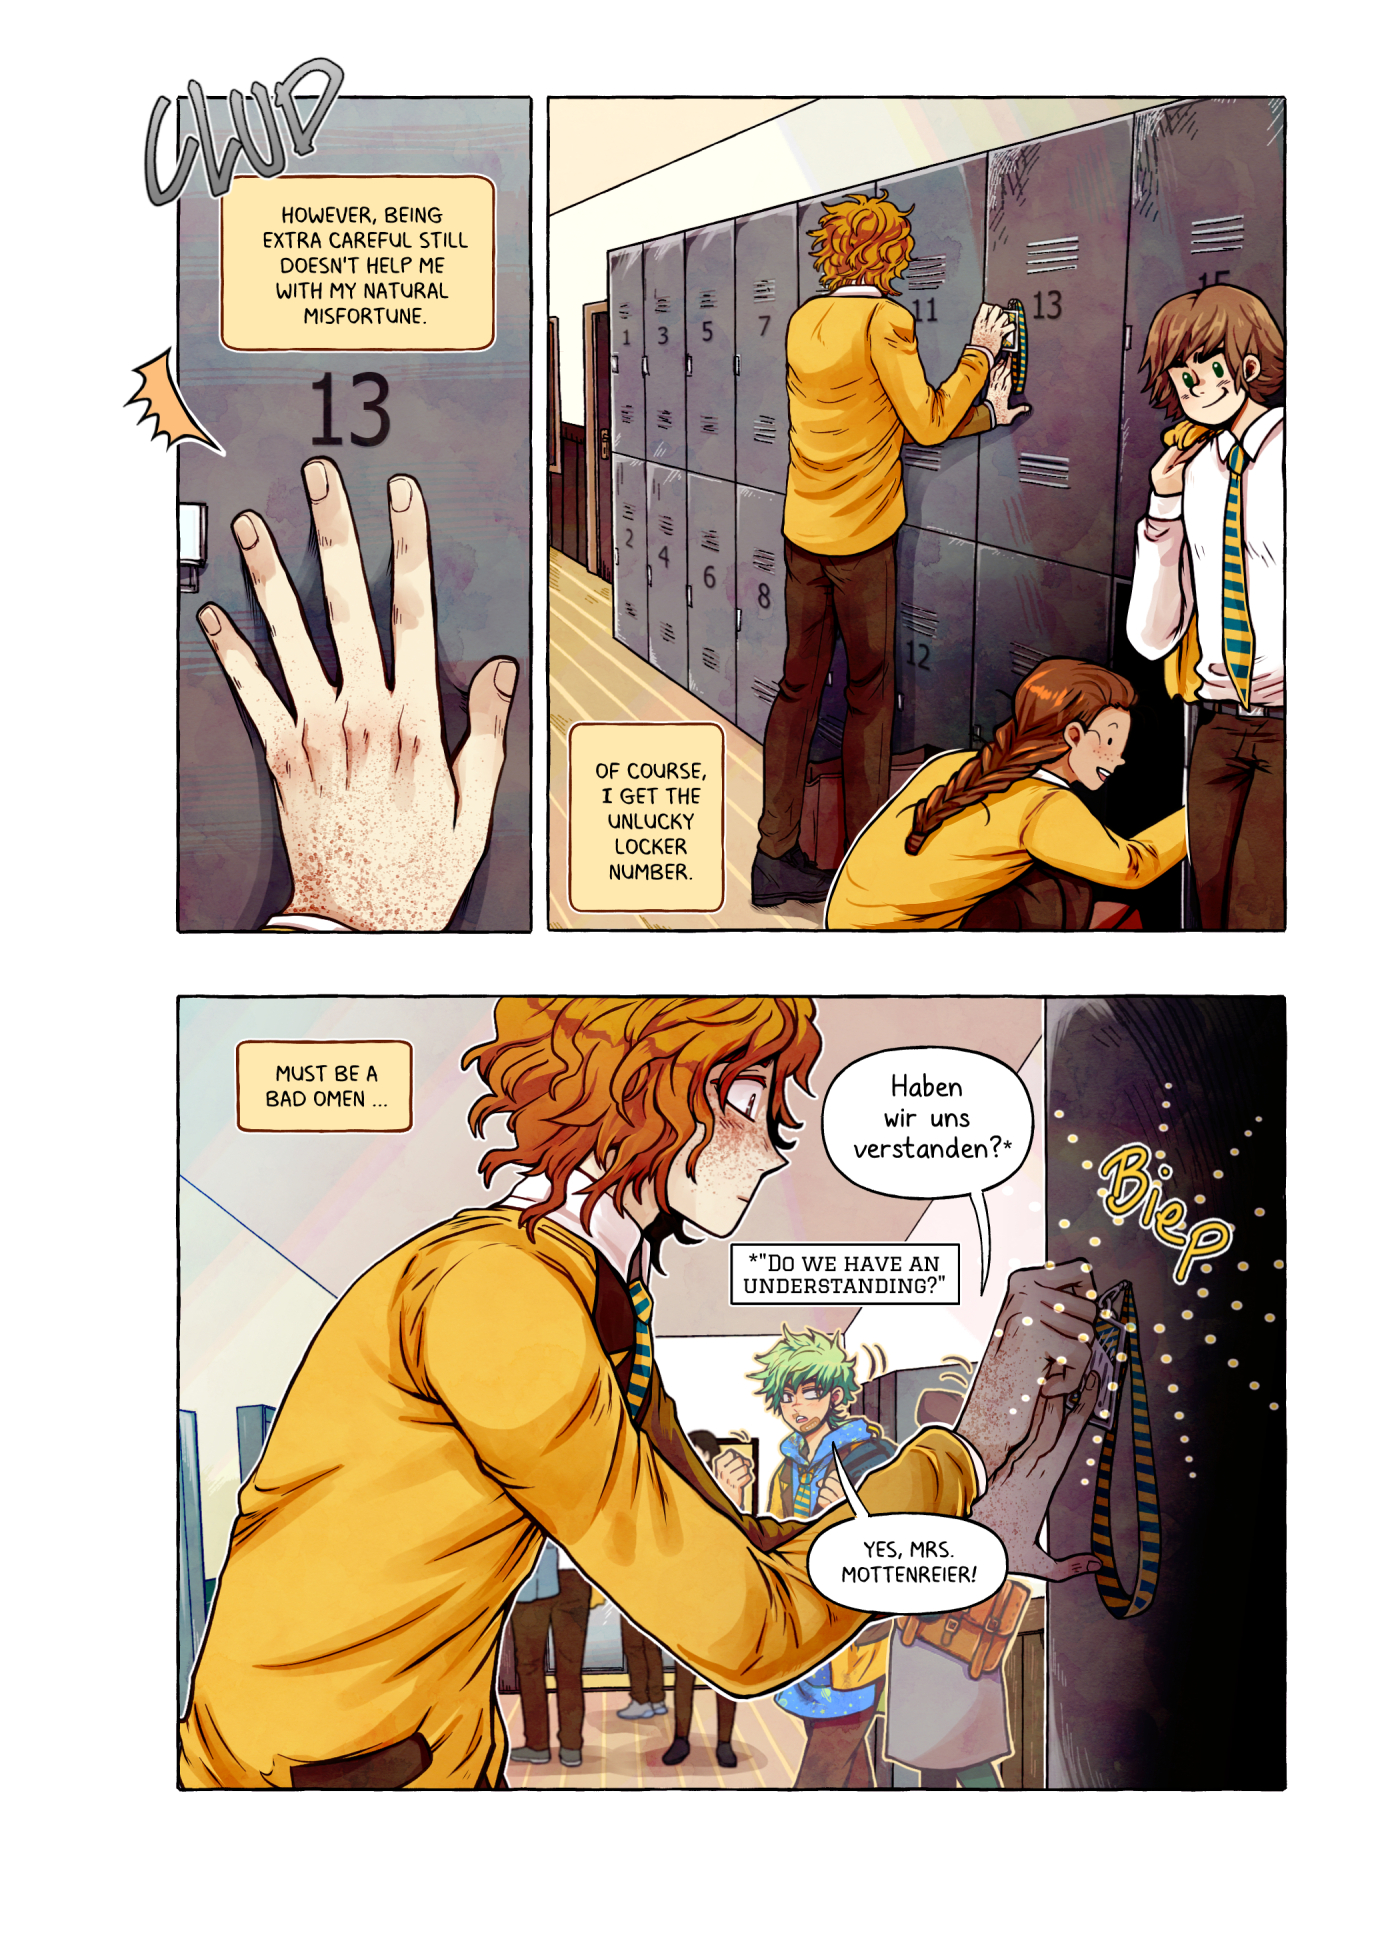 CLUD
HOWEVER, BEING
EXTRA CAREFUL STILL
DOESN'T HELP ME
WITH MY NATURAL
MISFORTUNE.
13
1
3
5
7
11
13
15
2
4
6
8
12
OF COURSE,
I GET THE
UNLUCKY
LOCKER
NUMBER.
MUST BE A
BAD OMEN ...
Haben
wir uns
verstanden?*
*"DO WE HAVE AN
UNDERSTANDING?"
Biep
YES, MRS.
MOTTENREIER!